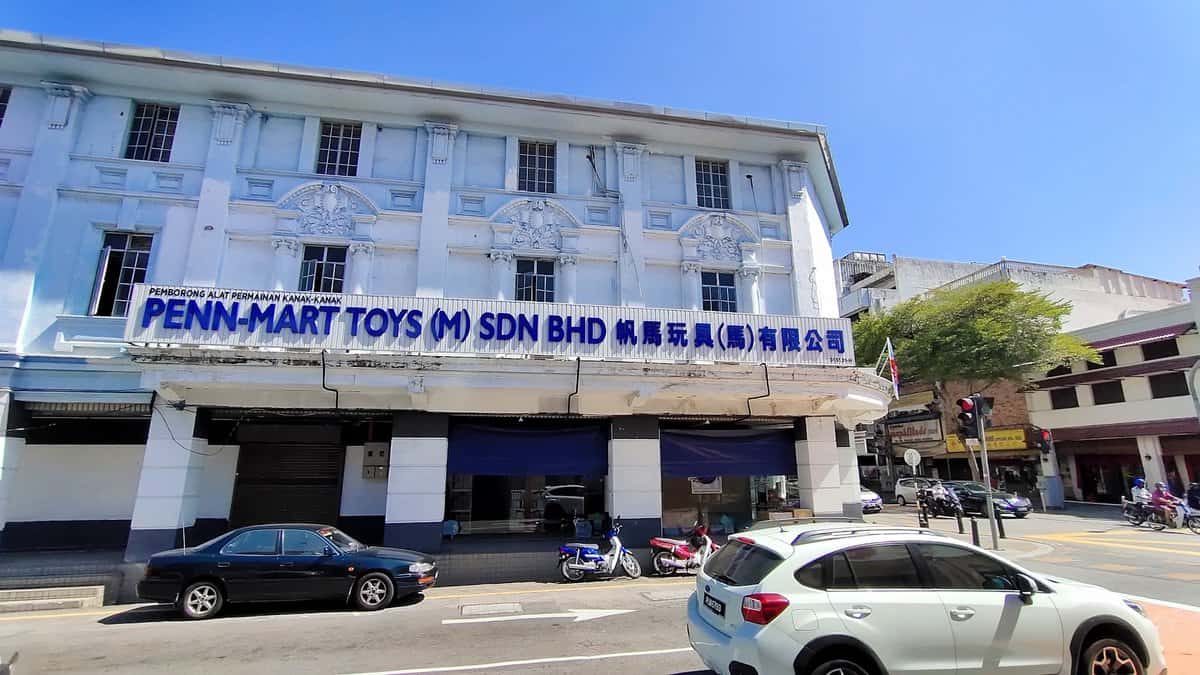 PEMBORONG ALAT PERMAINAN KANAK-KANAK
PENN-MART TOYS (M) SDN BHD 帆馬玩具(馬)有限公司